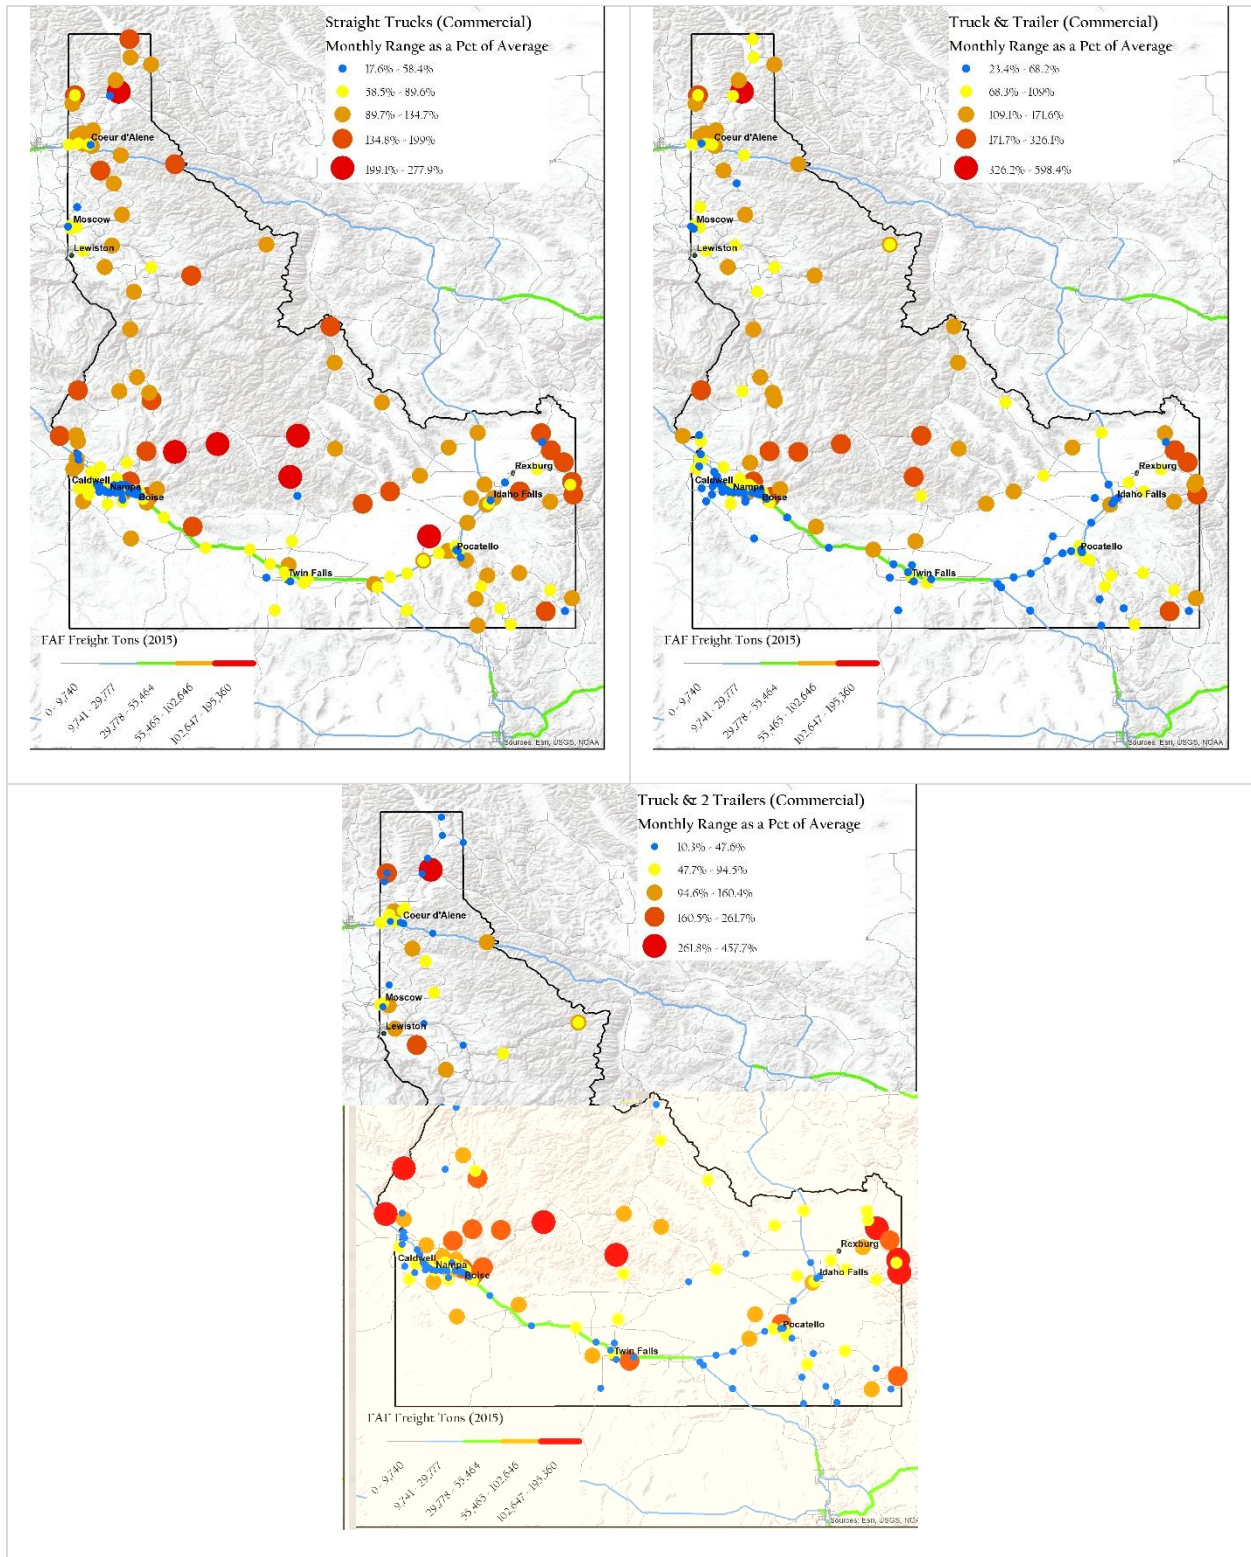 Straight Trucks (Commercial)
Monthly Range as a Pct of Average
17.6% - 58.4%
58.5% - 89.6%
89.7% - 134.7%
134.8% - 199%
199.1% - 277.9%
Coeur d'Alene
Moscow
Lewiston
Rexburg
Caldwell
Nampa
Boise
Idaho Falls
Pocatello
Twin Falls
FAF Freight Tons (2015)
0 - 9,740
9,741 - 29,777
29,778 - 55,464
55,465 - 102,646
102,647 - 195,360
Sources: Esri, USGS, NOAA
Truck & Trailer (Commercial)
Monthly Range as a Pct of Average
23.4% - 68.2%
68.3% - 109%
109.1% - 171.6%
171.7% - 326.1%
326.2% - 598.4%
Coeur d'Alene
Moscow
Lewiston
Rexburg
Caldwell
Nampa
Boise
Idaho Falls
Pocatello
Twin Falls
FAF Freight Tons (2015)
0 - 9,740
9,741 - 29,777
29,778 - 55,464
55,465 - 102,646
102,647 - 195,360
Sources: Esri, USGS, NOAA
Truck & 2 Trailers (Commercial)
Monthly Range as a Pct of Average
10.3% - 47.6%
47.7% - 94.5%
94.6% - 160.4%
160.5% - 261.7%
261.8% - 457.7%
Coeur d'Alene
Moscow
Lewiston
Rexburg
Caldwell
Nampa
Boise
Idaho Falls
Pocatello
Twin Falls
FAF Freight Tons (2015)
0 - 9,740
9,741 - 29,777
29,778 - 55,464
55,465 - 102,646
102,647 - 195,360
Sources: Esri, USGS, NOA